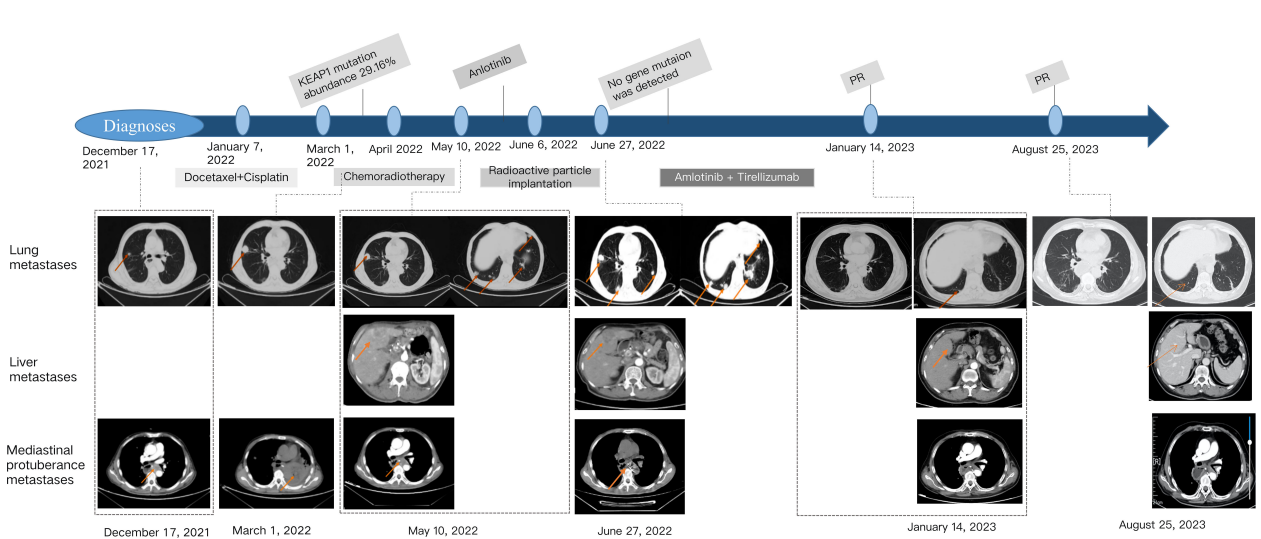 KEAP1 mutation
abundance 29.16%
Anlotinib
No gene mutaion
was detected
PR
PR
Diagnoses
December 17,
2021
January 7,
2022
March 1,
2022
April 2022
May 10, 2022
June 6, 2022
June 27, 2022
January 14, 2023
August 25, 2023
Docetaxel+Cisplatin
Chemoradiotherapy
Radioactive particle
implantation
Amlotinib + Tirellizumab
Lung
metastases
Liver
metastases
Mediastinal
protuberance
metastases
[R]
December 17, 2021
March 1, 2022
May 10, 2022
June 27, 2022
January 14, 2023
August 25, 2023